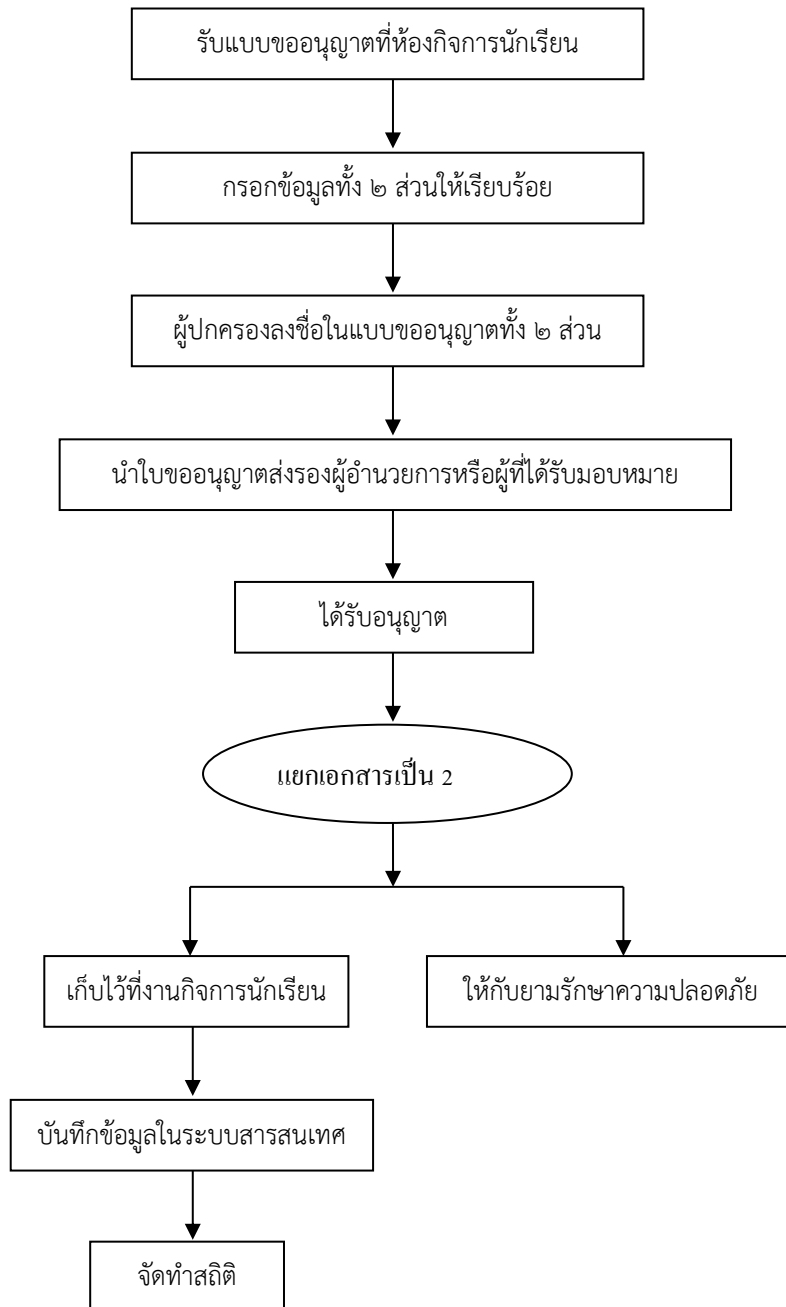 รับแบบขออนุญาตที่ห้องกิจการนักเรียน
กรอกข้อมูลทั้ง ๒ ส่วนให้เรียบร้อย
ผู้ปกครองลงชื่อในแบบขออนุญาตทั้ง ๒ ส่วน
นำใบขออนุญาตส่งรองผู้อำนวยการหรือผู้ที่ได้รับมอบหมาย
ได้รับอนุญาต
แยกเอกสารเป็น 2
เก็บไว้ที่งานกิจการนักเรียน
ให้กับยามรักษาความปลอดภัย
บันทึกข้อมูลในระบบสารสนเทศ
จัดทำสถิติ